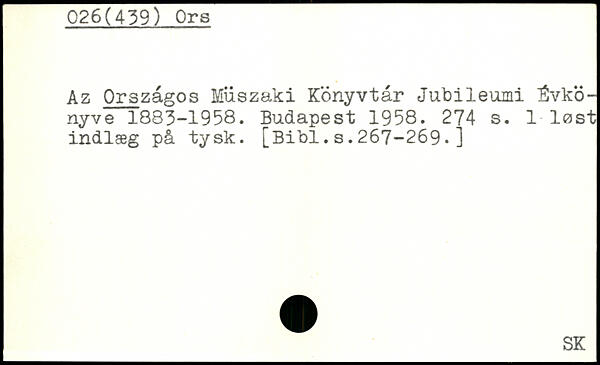 026(439) Ors
Az Országos Müszaki Könyvtár Jubileumi Évkö-
nyve 1883-1958. Budapest 1958. 274 s. 1 løst
indlæg på tysk. [Bibl.s.267-269.]
SK